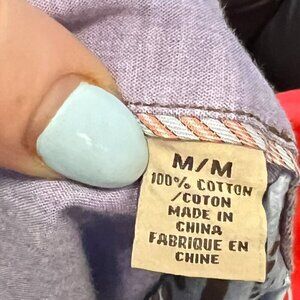 M/M
100% COTTON
/COTON
MADE IN
CHINA
FABRIQUE EN
CHINE